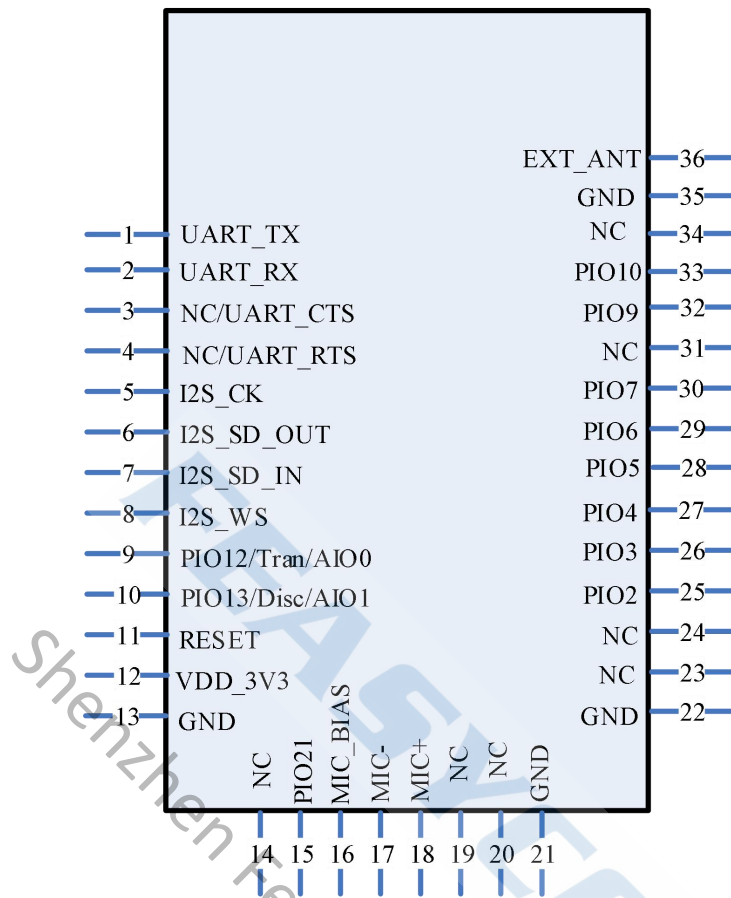 EXT_ANT 36
GND 35
1 UART_TX
NC 34
2 UART_RX
PIO10 33
3 NC/UART_CTS
PIO9 32
4 NC/UART_RTS
NC 31
5 I2S_CK
PIO7 30
6 I2S_SD_OUT
PIO6 29
7 I2S_SD_IN
PIO5 28
8 I2S_WS
PIO4 27
9 PIO12/Tran/AIO0
PIO3 26
10 PIO13/Disc/AIO1
PIO2 25
11 RESET
NC 24
12 VDD_3V3
NC 23
13 GND
GND 22
NC
PIO21
MIC_BIAS
MIC-
MIC+
NC
NC
GND
14 15 16 17 18 19 20 21
Shenzhen